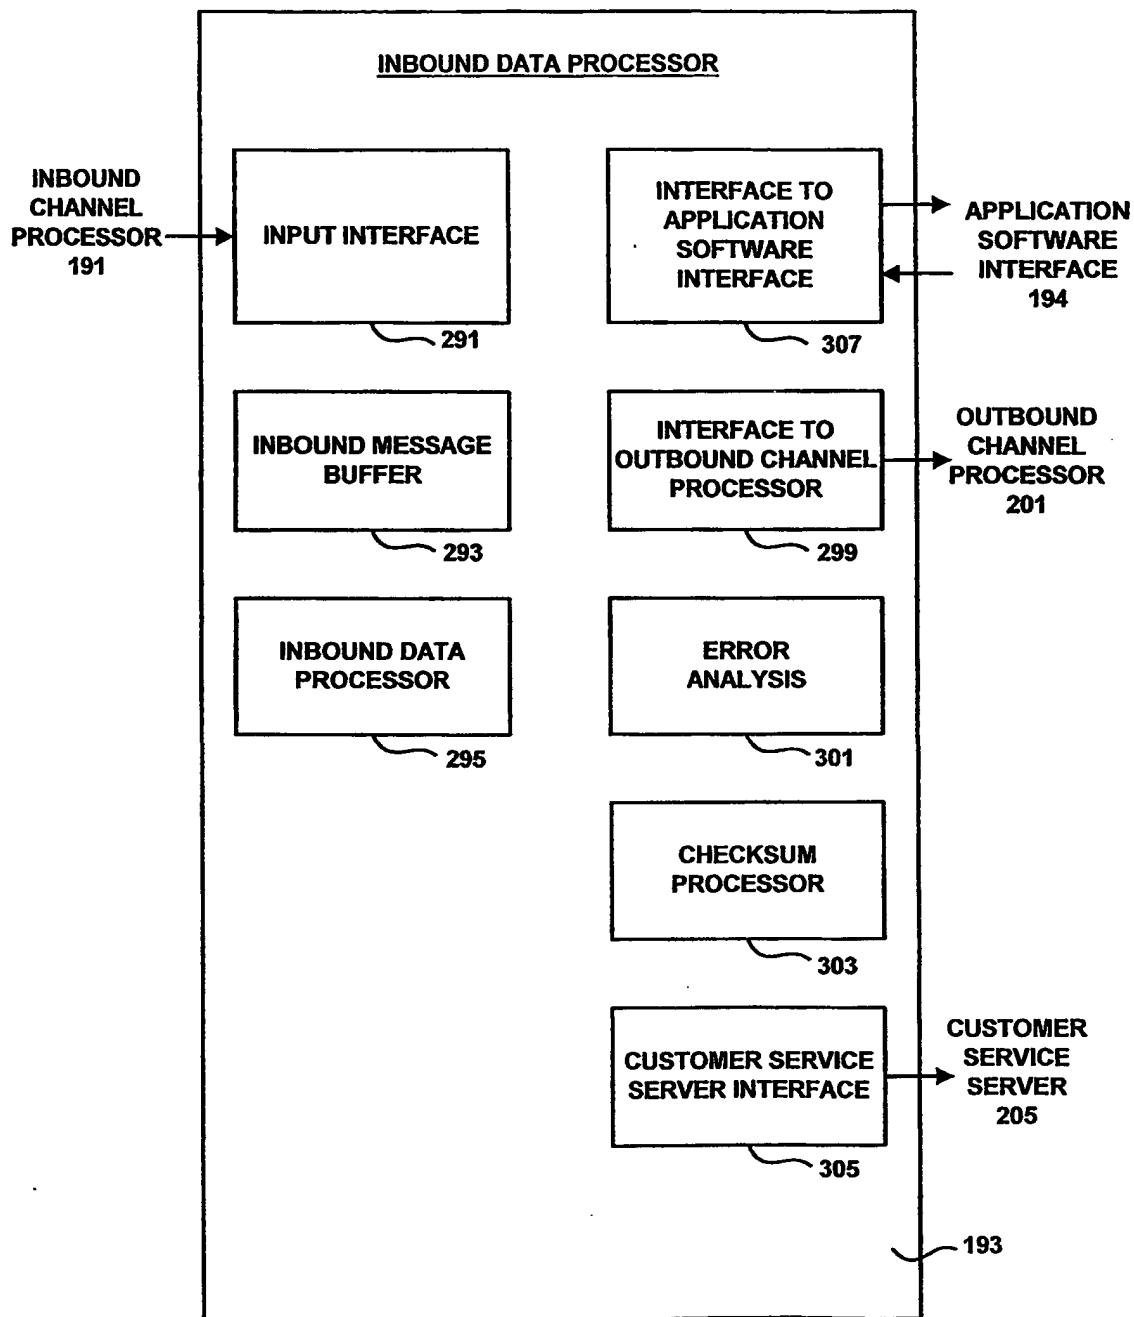 INBOUND DATA PROCESSOR
INBOUND
CHANNEL
PROCESSOR
191
INPUT INTERFACE
291
INTERFACE TO
APPLICATION
SOFTWARE
INTERFACE
307
APPLICATION
SOFTWARE
INTERFACE
194
INBOUND MESSAGE
BUFFER
293
INTERFACE TO
OUTBOUND CHANNEL
PROCESSOR
299
OUTBOUND
CHANNEL
PROCESSOR
201
INBOUND DATA
PROCESSOR
295
ERROR
ANALYSIS
301
CHECKSUM
PROCESSOR
303
CUSTOMER SERVICE
SERVER INTERFACE
305
CUSTOMER
SERVICE
SERVER
205
193